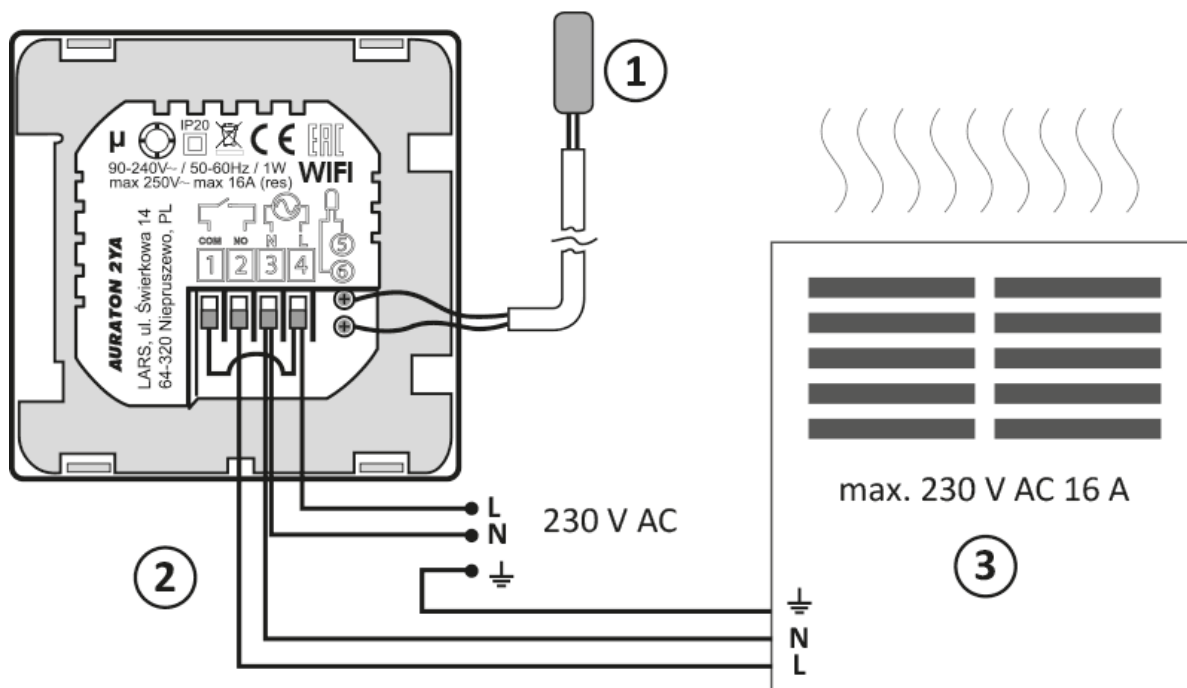 1
µ
IP20
CE
EAC
90-240V~ / 50-60Hz / 1W
WIFI
max 250V~ max 16A (res)
AURATON 2YA
LARS, ul. Świerkowa 14
64-320 Niepruszewo, PL
COM NO N L
1 2 3 4
5
6
L
N
230 V AC
2
max. 230 V AC 16 A
3
N
L